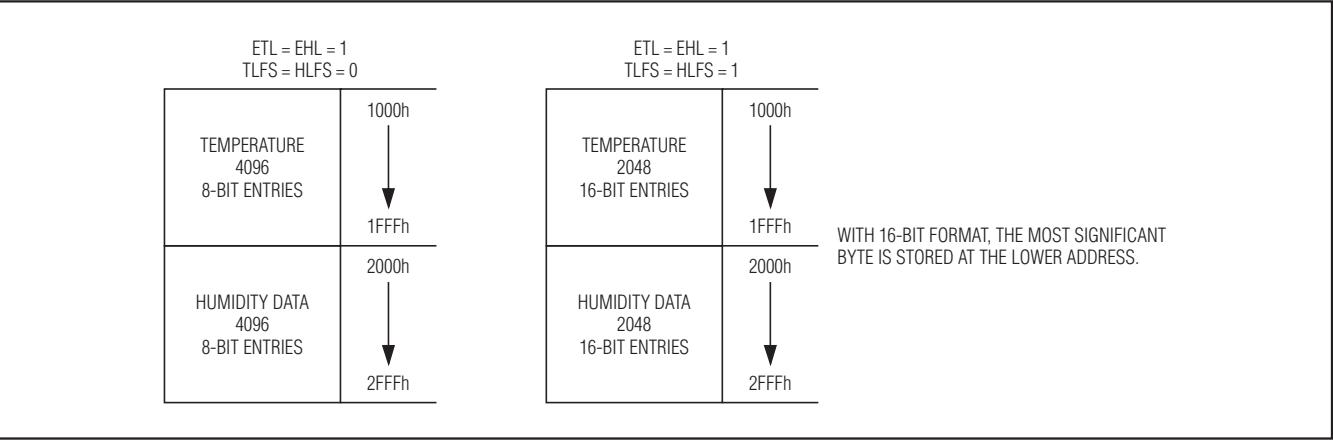 ETL = EHL = 1
TLFS = HLFS = 0
TEMPERATURE
4096
8-BIT ENTRIES
1000h
1FFFh
HUMIDITY DATA
4096
8-BIT ENTRIES
2000h
2FFFh
ETL = EHL = 1
TLFS = HLFS = 1
TEMPERATURE
2048
16-BIT ENTRIES
1000h
1FFFh
HUMIDITY DATA
2048
16-BIT ENTRIES
2000h
2FFFh
WITH 16-BIT FORMAT, THE MOST SIGNIFICANT
BYTE IS STORED AT THE LOWER ADDRESS.